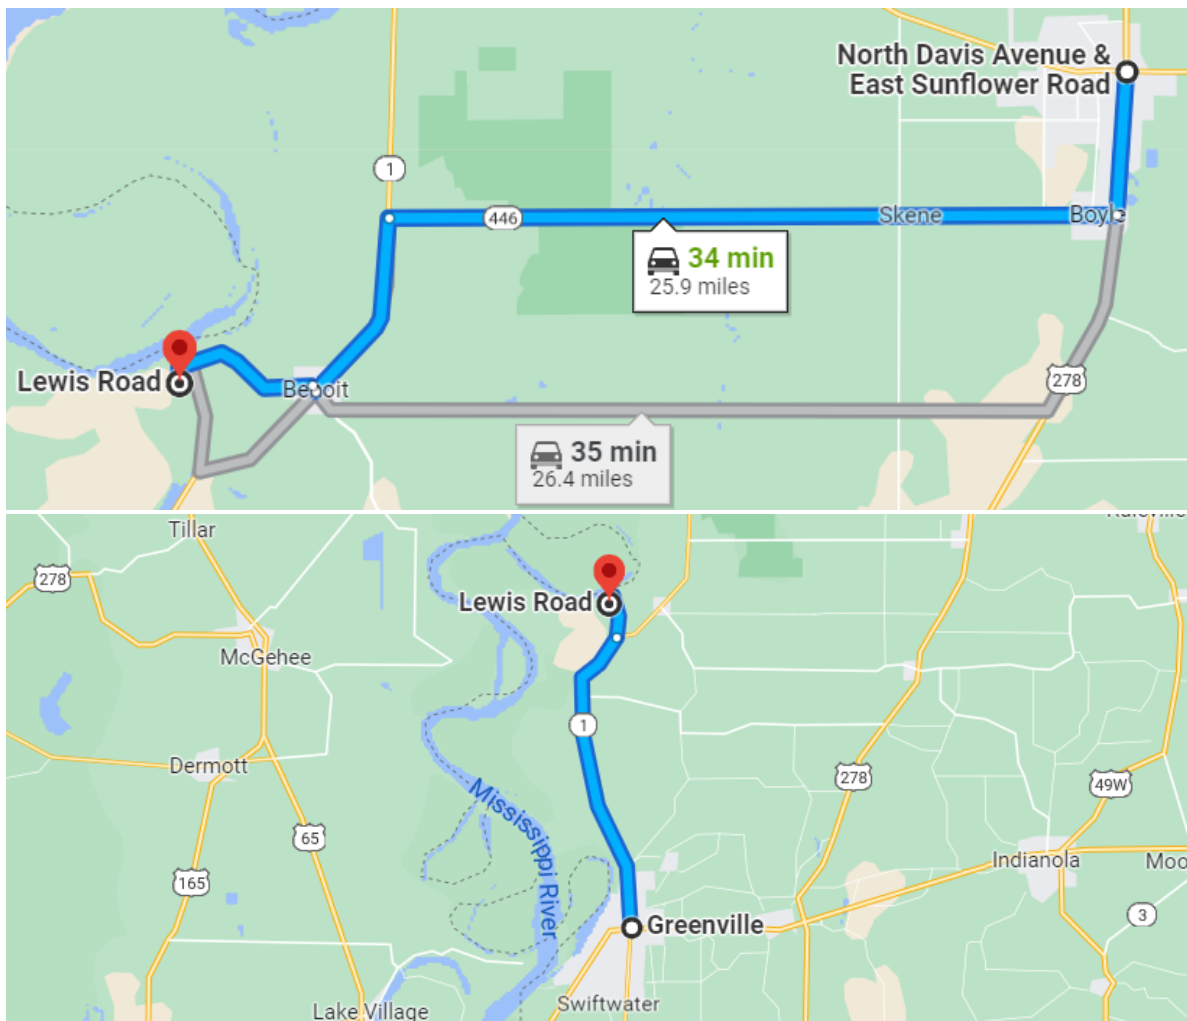 North Davis Avenue &
East Sunflower Road
1
446
Skene
Boyle
34 min
25.9 miles
Lewis Road
Benoit
278
35 min
26.4 miles
Tillar
278
Lewis Road
McGehee
1
Dermott
278
49W
Mississippi River
65
Indianola
Moo
165
3
Greenville
Swiftwater
Lake Village